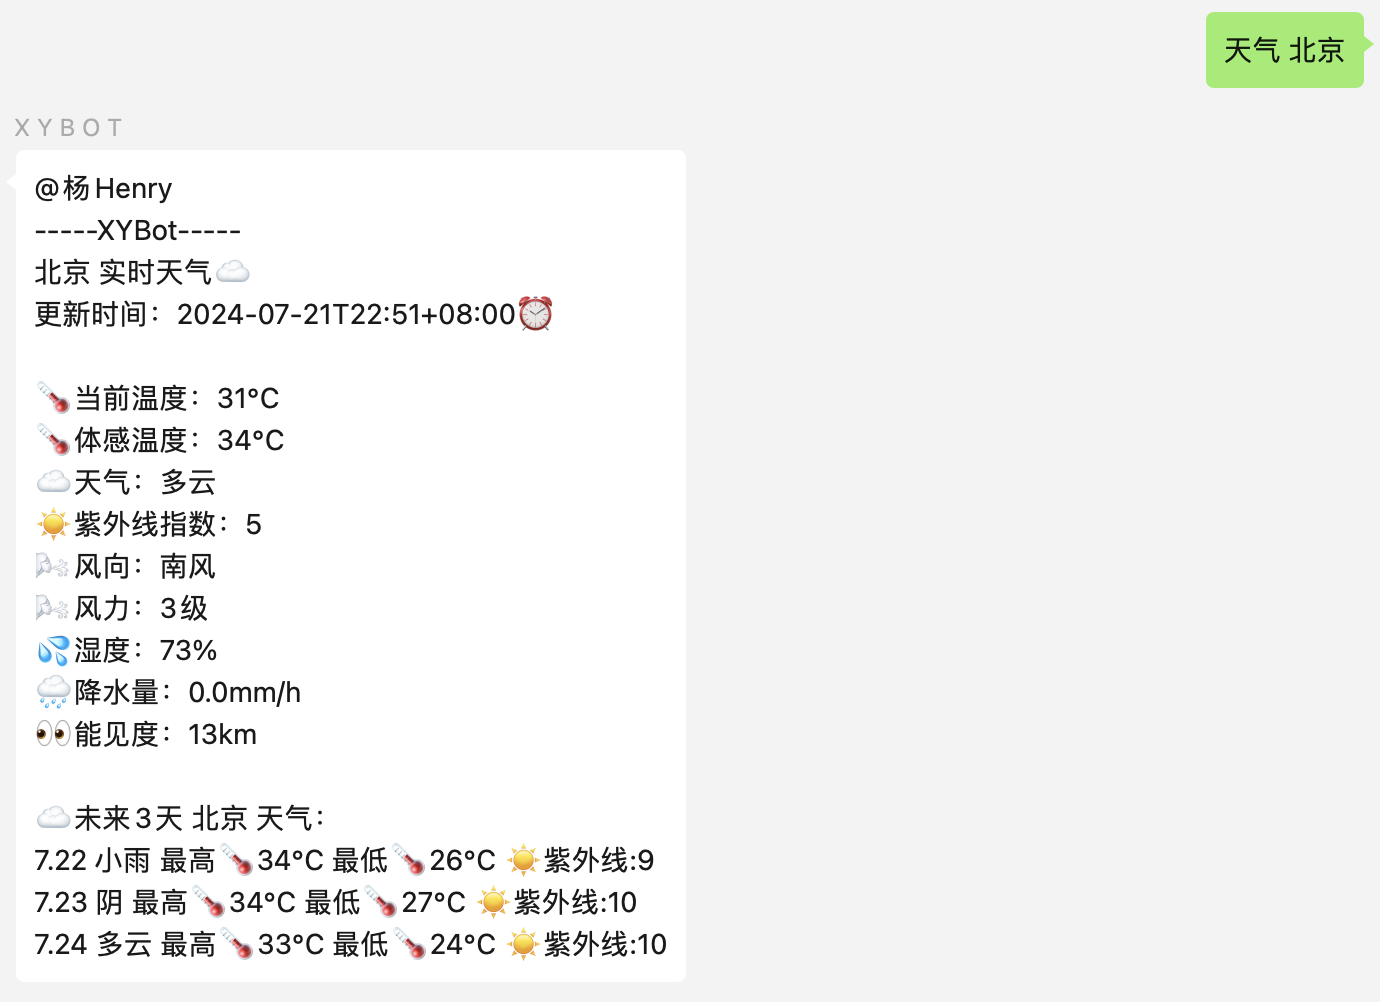 天气 北京
XYBOT
@杨Henry
-----XYBot-----
北京 实时天气☁️
更新时间：2024-07-21T22:51+08:00⏰
🌡️当前温度：31°C
🌡️体感温度：34°C
☁️天气：多云
☀️紫外线指数：5
🌬️风向：南风
🌬️风力：3级
💦湿度：73%
🌧️降水量：0.0mm/h
👀能见度：13km
☁️未来3天 北京 天气：
7.22 小雨 最高🌡️34°C 最低🌡️26°C ☀️紫外线:9
7.23 阴 最高🌡️34°C 最低🌡️27°C ☀️紫外线:10
7.24 多云 最高🌡️33°C 最低🌡️24°C ☀️紫外线:10